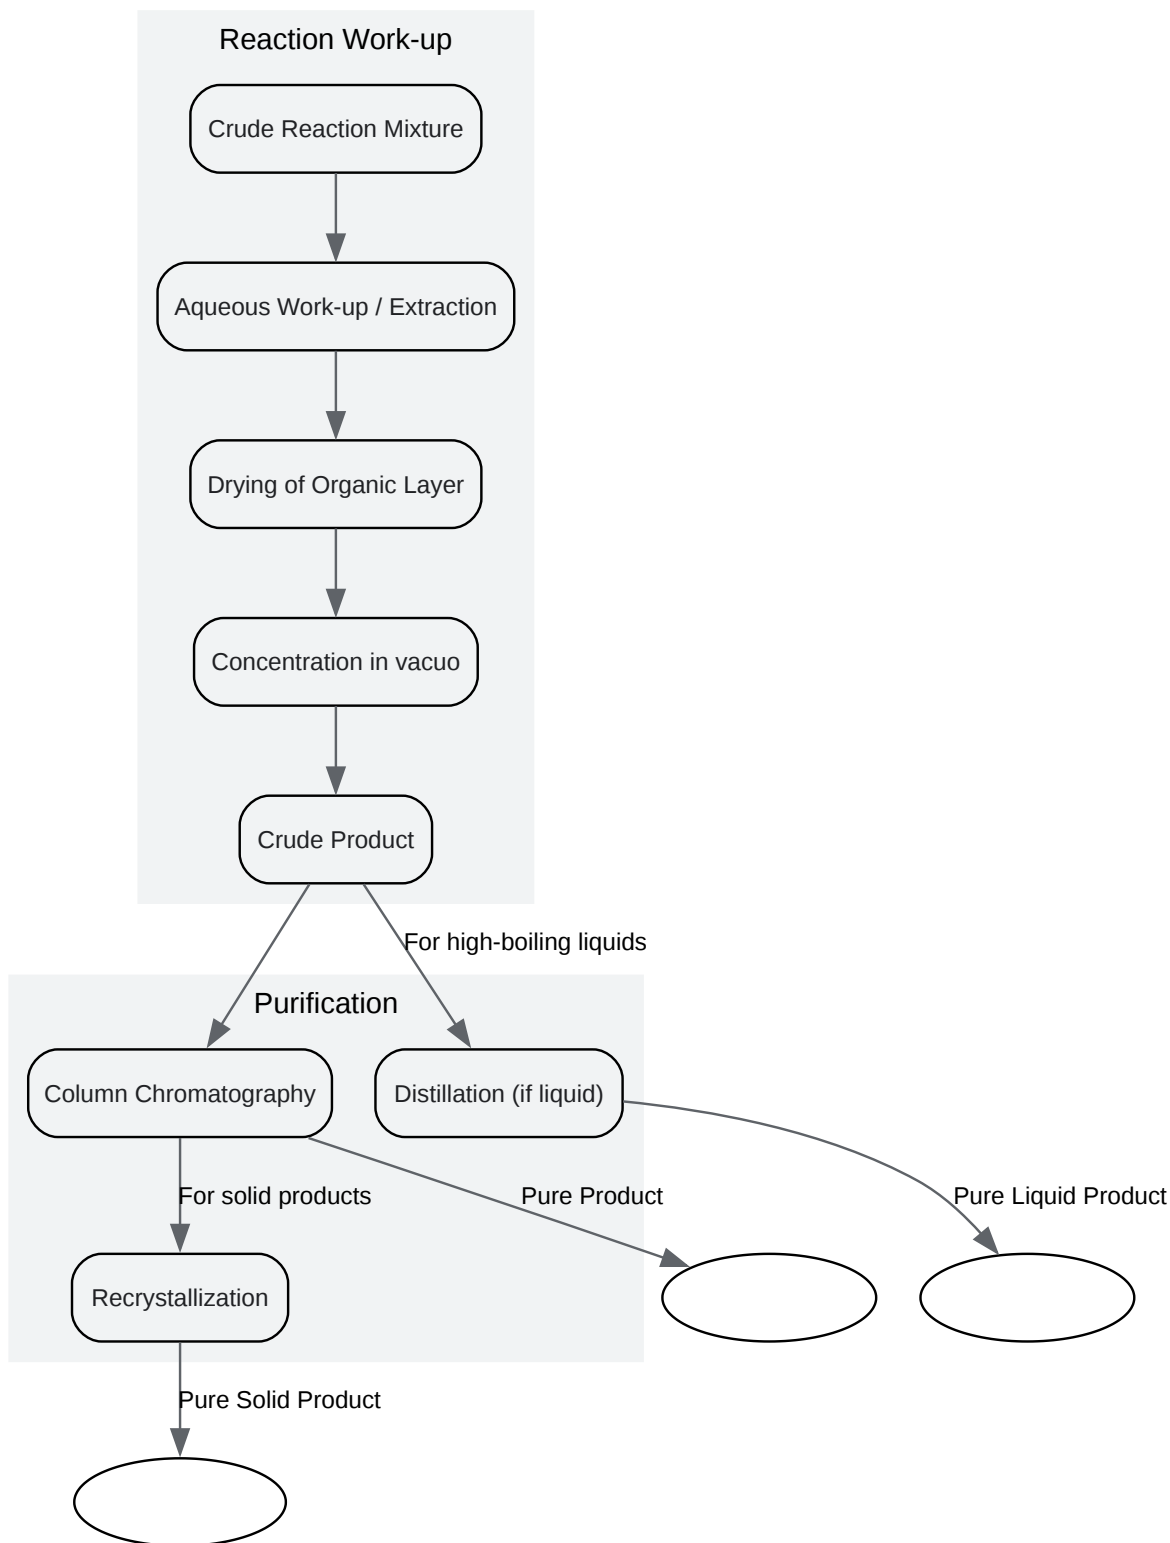 Reaction Work-up
Crude Reaction Mixture
Aqueous Work-up / Extraction
Drying of Organic Layer
Concentration in vacuo
Crude Product
For high-boiling liquids
Purification
Column Chromatography
Distillation (if liquid)
For solid products
Pure Product
Pure Liquid Product
Recrystallization
Pure Solid Product